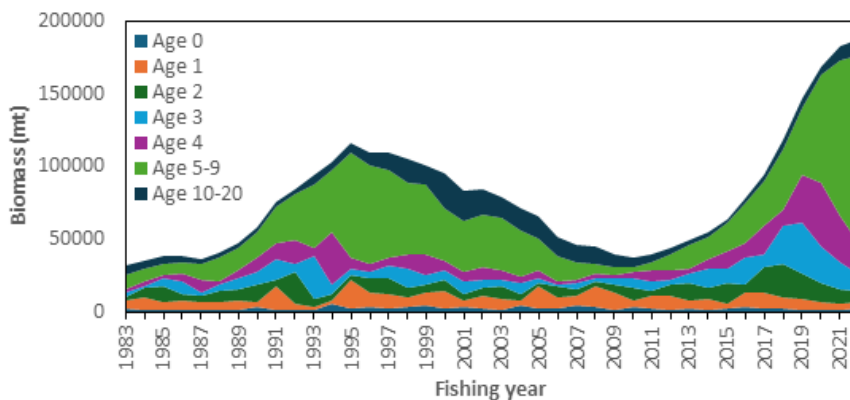 200000
150000
100000
50000
0
Biomass (mt)
Age 0
Age 1
Age 2
Age 3
Age 4
Age 5-9
Age 10-20
1983
1985
1987
1989
1991
1993
1995
1997
1999
2001
2003
2005
2007
2009
2011
2013
2015
2017
2019
2021
Fishing year